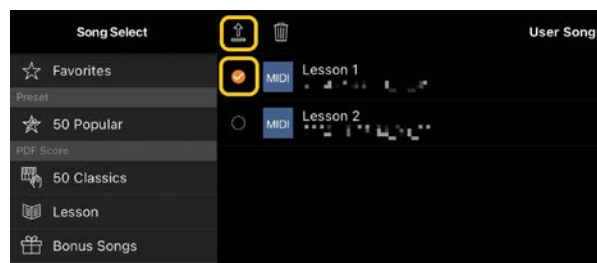 Song Select
User Song
Favorites
MIDI
Lesson 1
Preset
50 Popular
MIDI
Lesson 2
PDF Score
50 Classics
Lesson
Bonus Songs